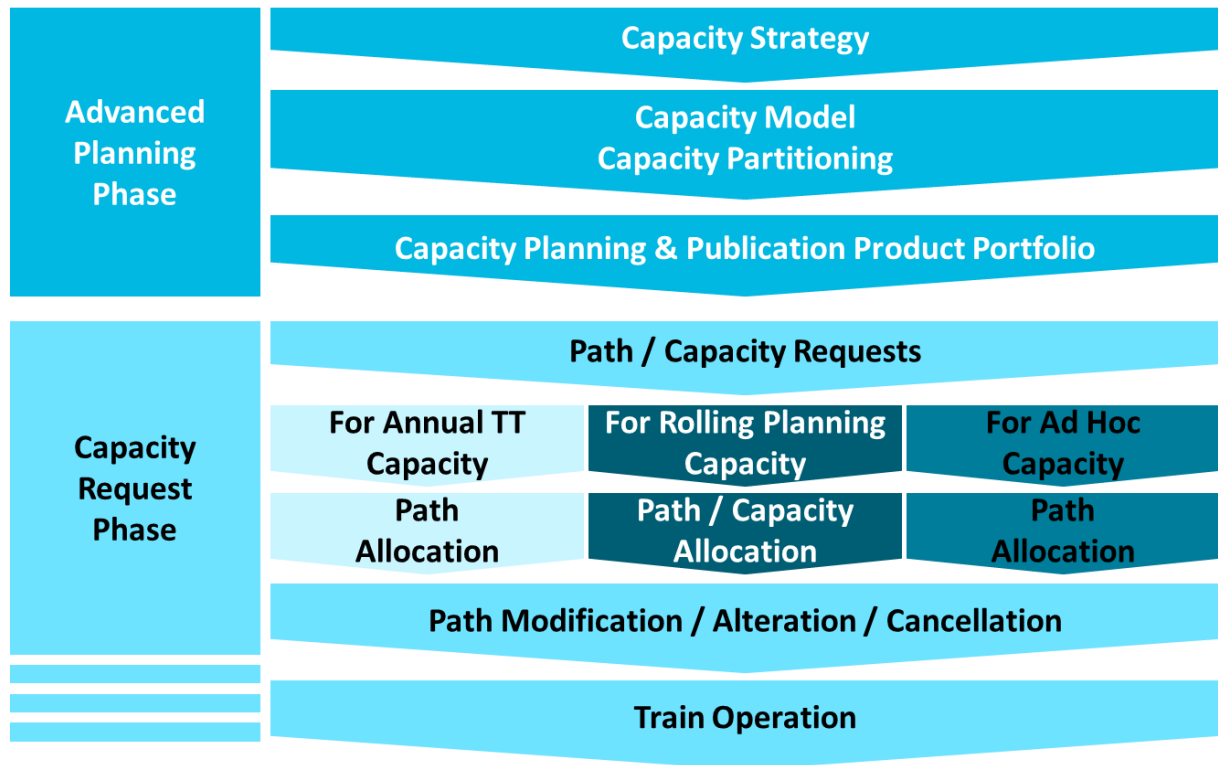 Advanced
Planning
Phase
Capacity Strategy
Capacity Model
Capacity Partitioning
Capacity Planning & Publication Product Portfolio
Capacity
Request
Phase
Path / Capacity Requests
For Annual TT
Capacity
For Rolling Planning
Capacity
For Ad Hoc
Capacity
Path
Allocation
Path / Capacity
Allocation
Path
Allocation
Path Modification / Alteration / Cancellation
Train Operation